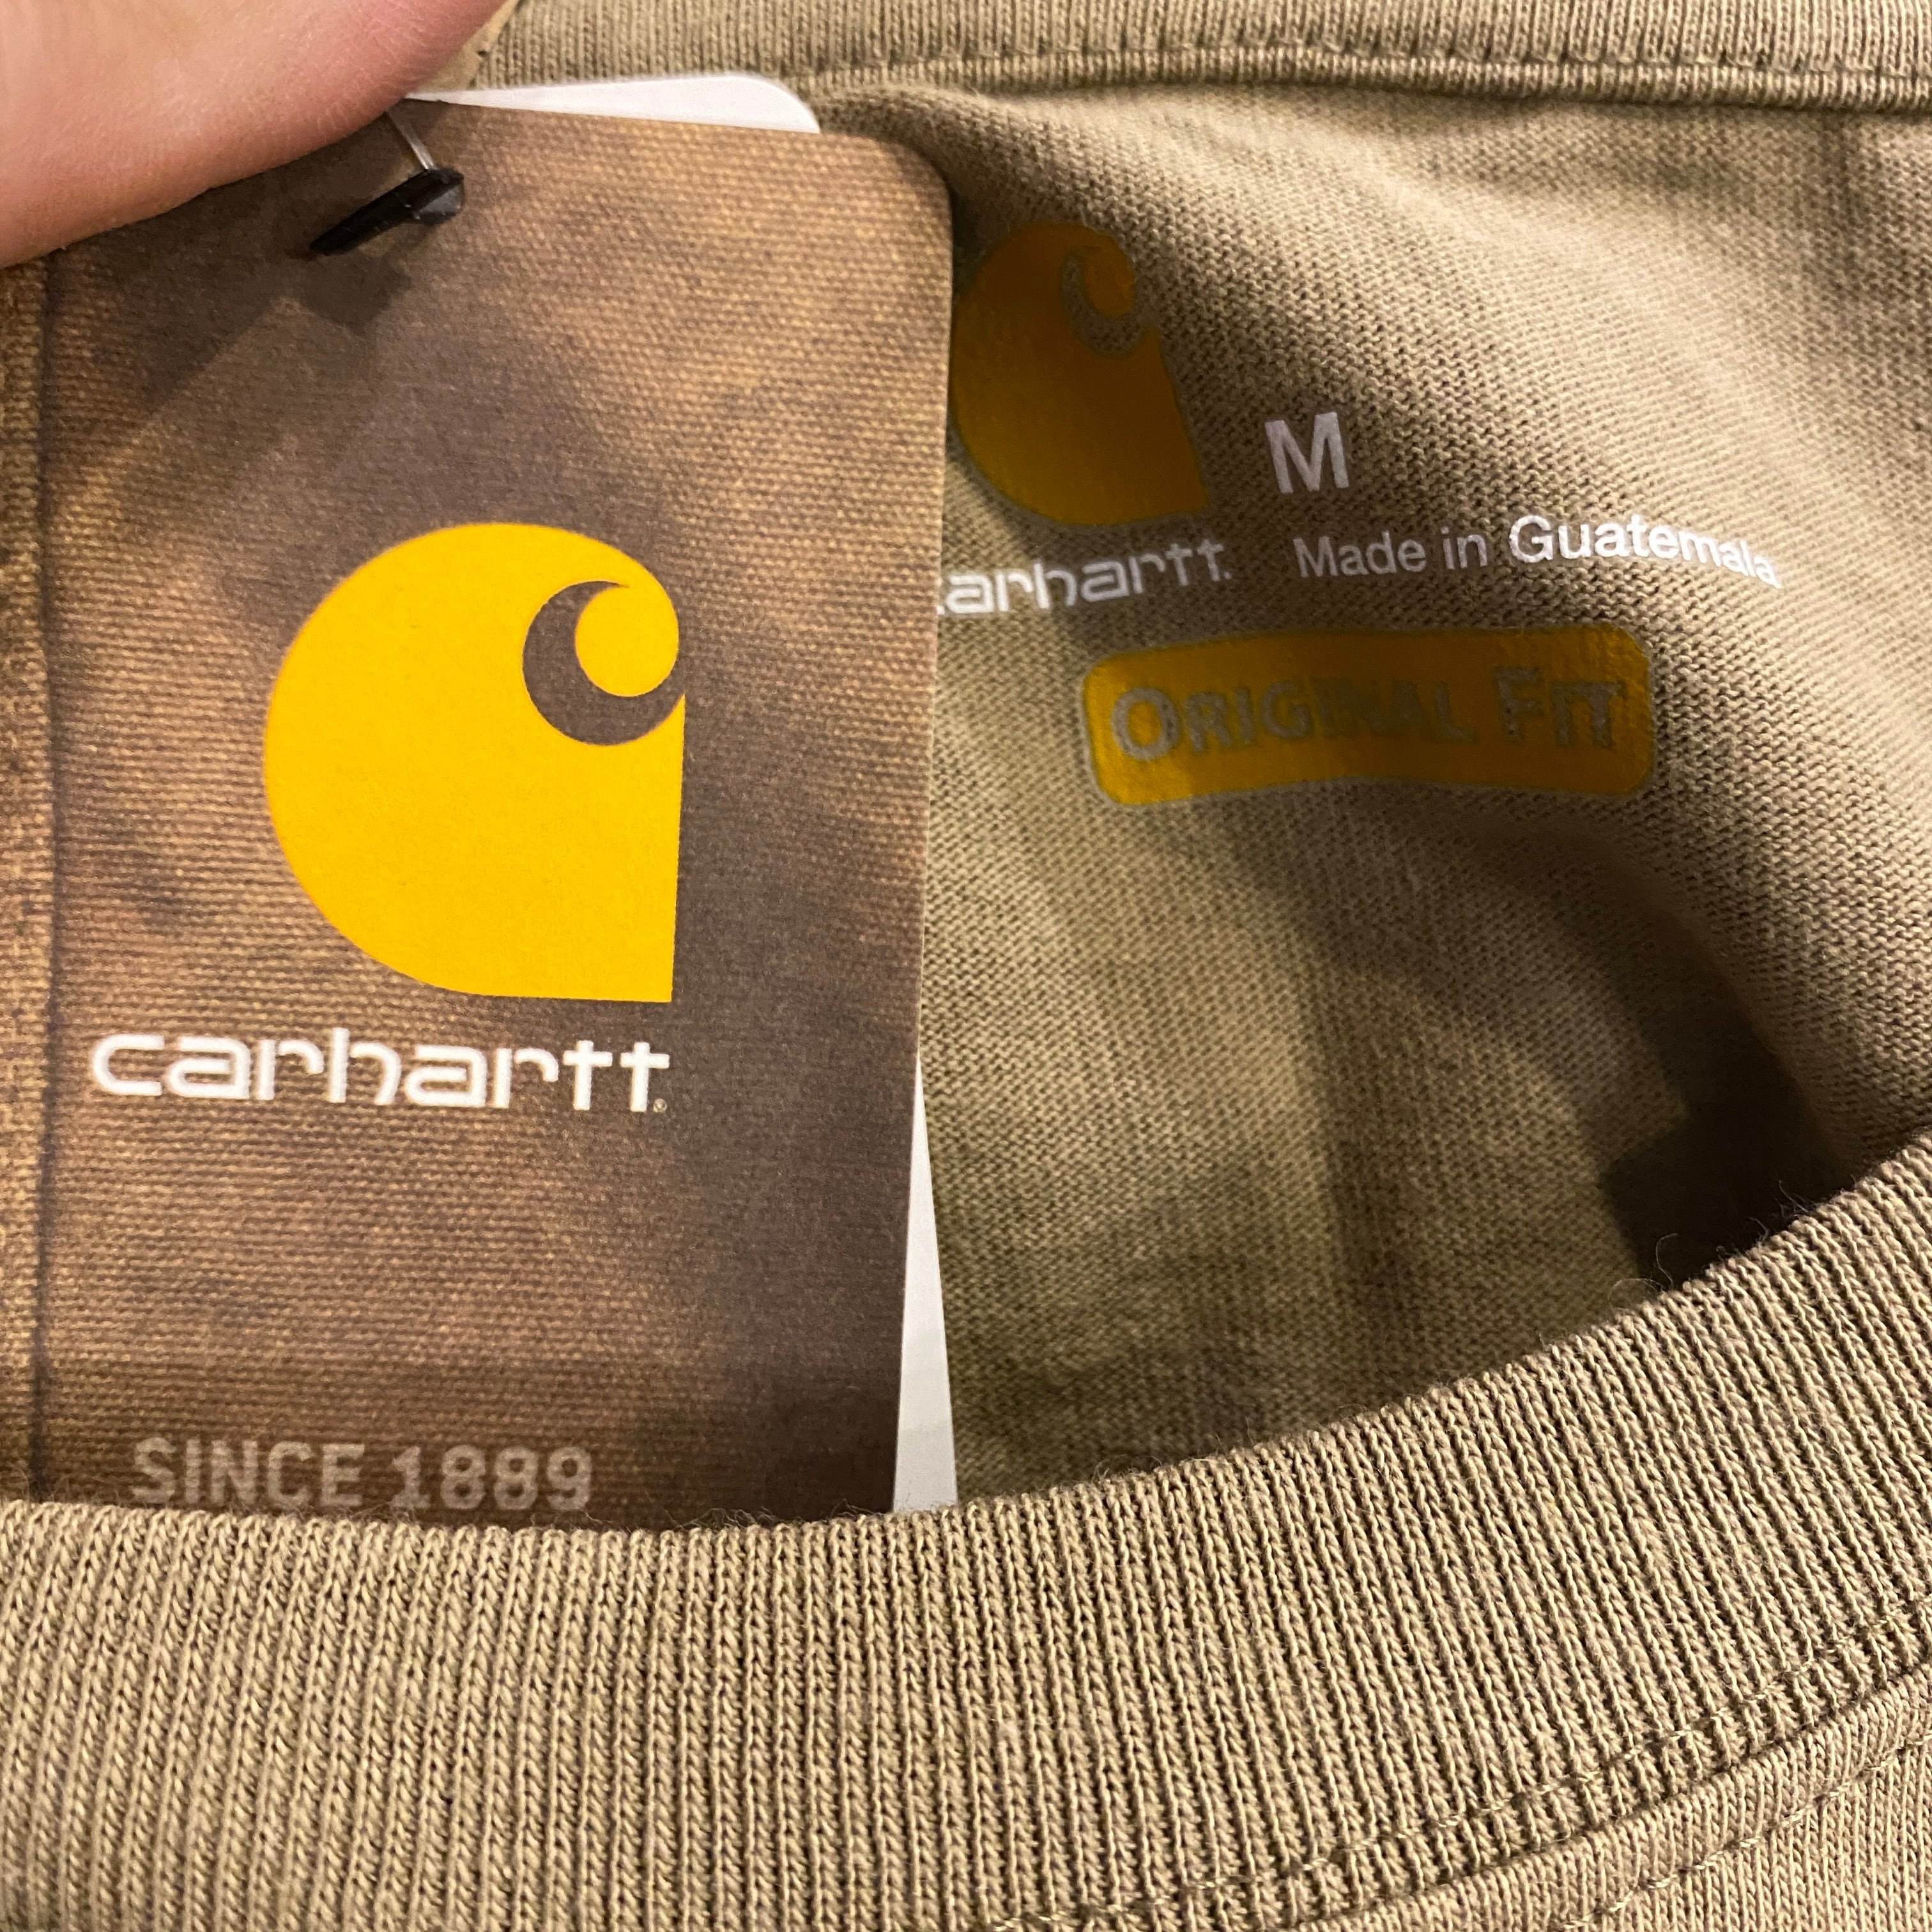 carhartt®
SINCE 1889
M
carhartt.
Made in Guatemala
ORIGINAL FIT